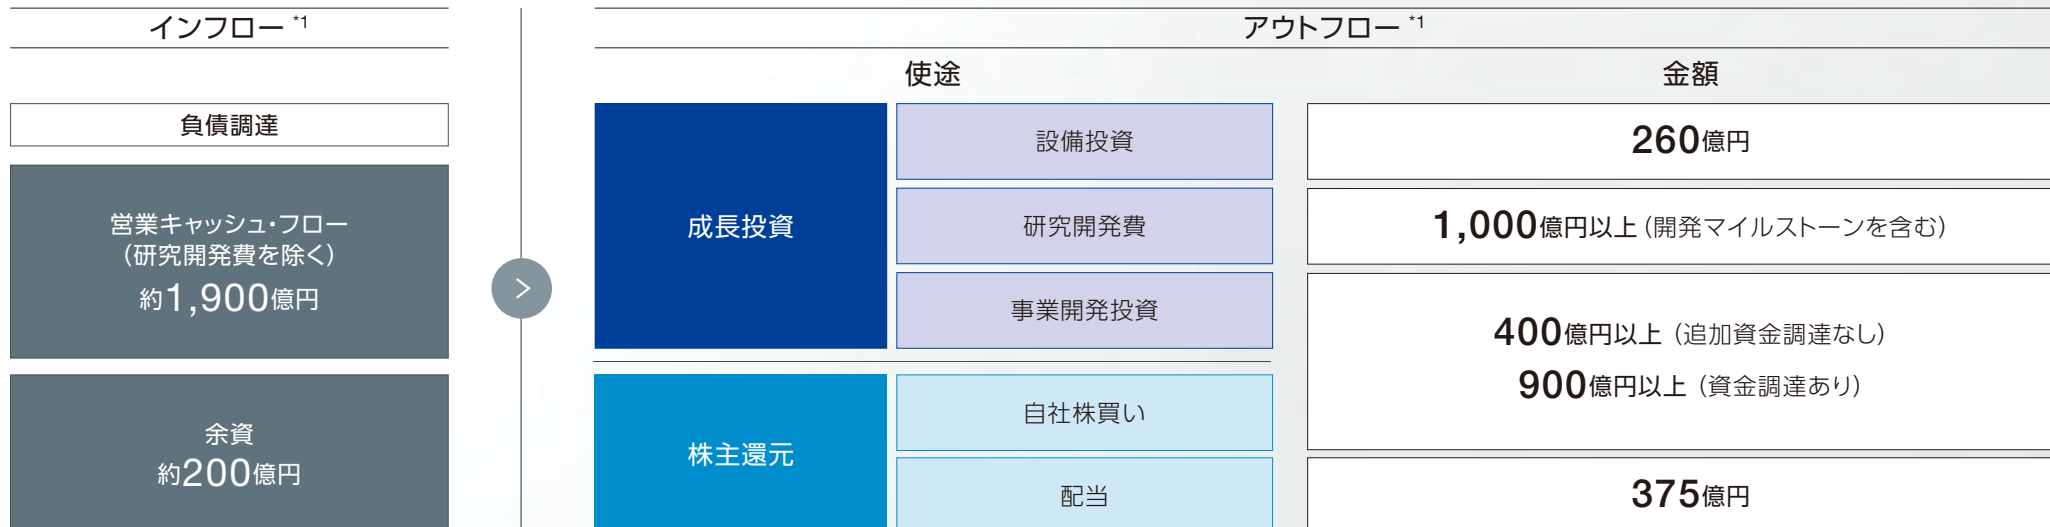 インフロー *1
負債調達
営業キャッシュ・フロー
(研究開発費を除く)
約1,900億円
余資
約200億円
アウトフロー *1
使途
金額
成長投資
設備投資
260億円
研究開発費
1,000億円以上 (開発マイルストーンを含む)
事業開発投資
400億円以上 (追加資金調達なし)
900億円以上 (資金調達あり)
株主還元
自社株買い
配当
375億円